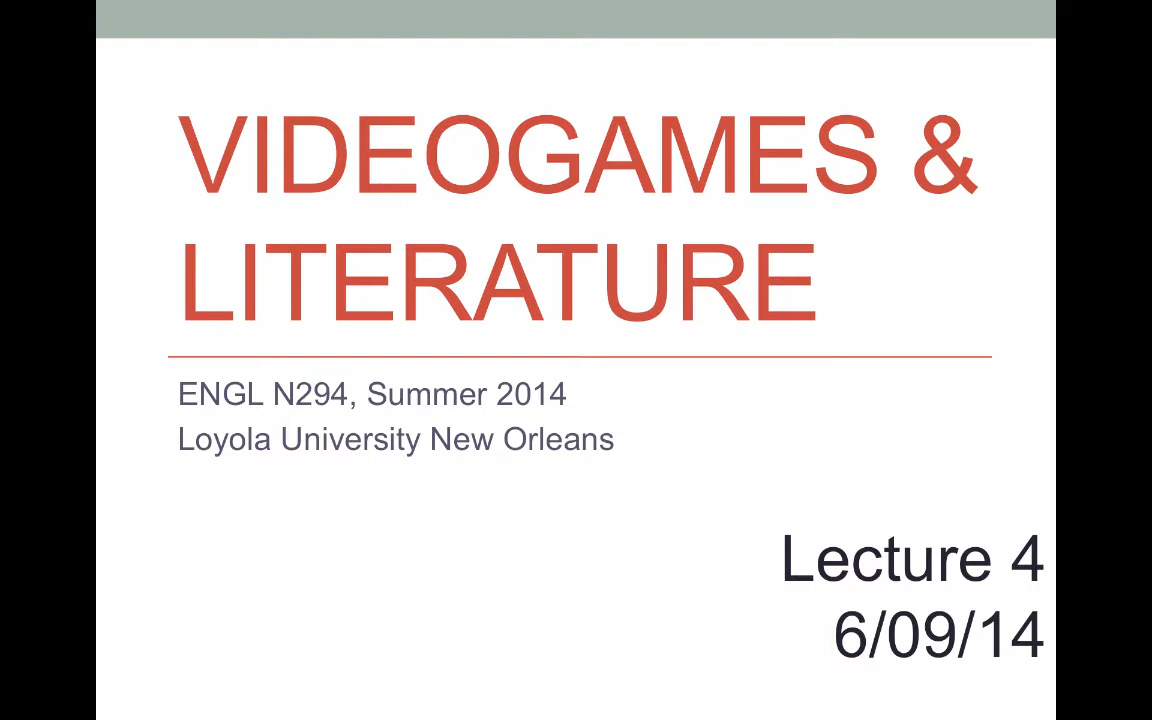 VIDEOGAMES &
LITERATURE
ENGL N294, Summer 2014
Loyola University New Orleans
Lecture 4
6/09/14